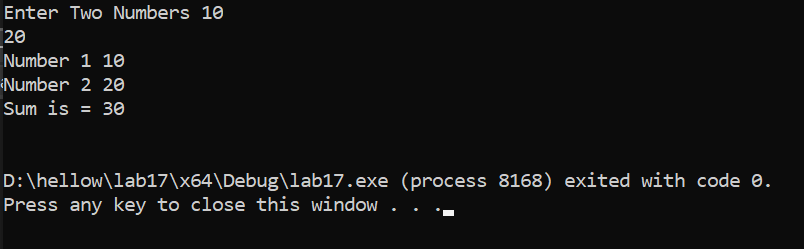 Enter Two Numbers 10
20
Number 1 10
Number 2 20
Sum is = 30
D:\hellow\lab17\x64\Debug\lab17.exe (process 8168) exited with code 0.
Press any key to close this window . . .